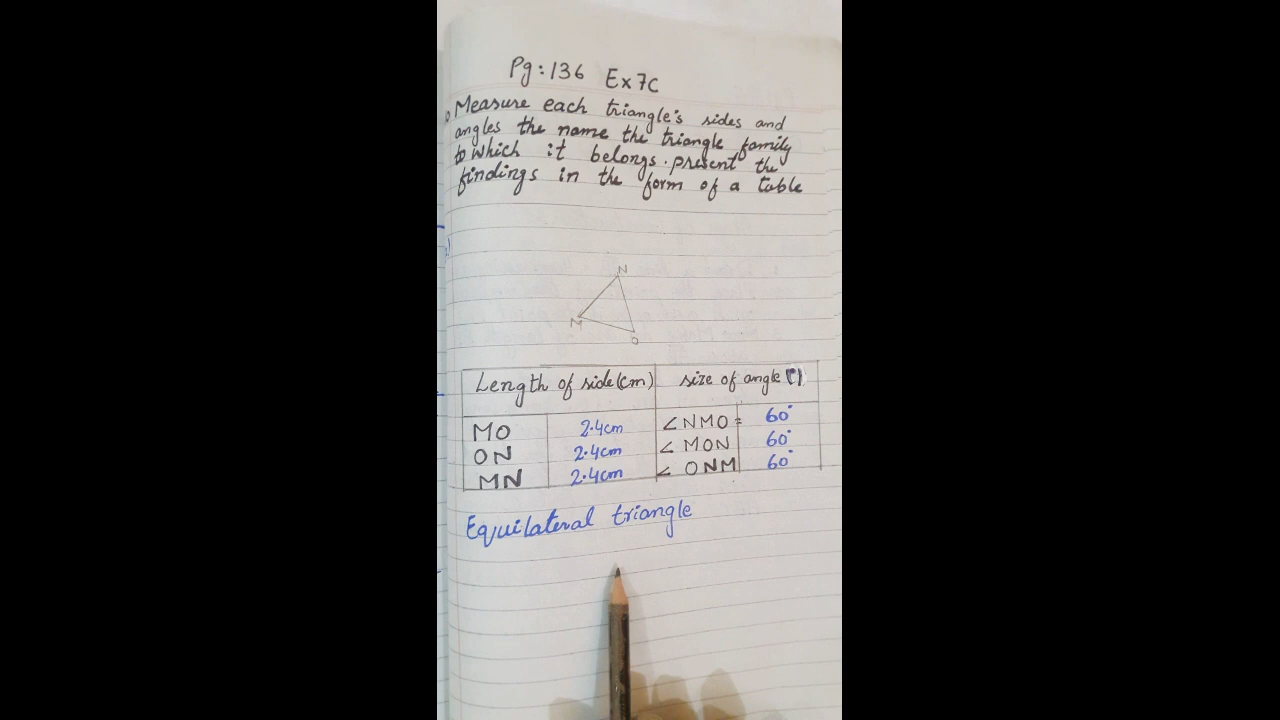 Pg:136 Ex7C
Measure each triangle's sides and
angles the name the triangle family
to which it belongs. present the
findings in the form of a table
N
M
O
Length of side(cm) size of angle (°)
MO 2.4cm ∠NMO = 60°
ON 2.4cm ∠MON 60°
MN 2.4cm ∠ONM 60°
Equilateral triangle